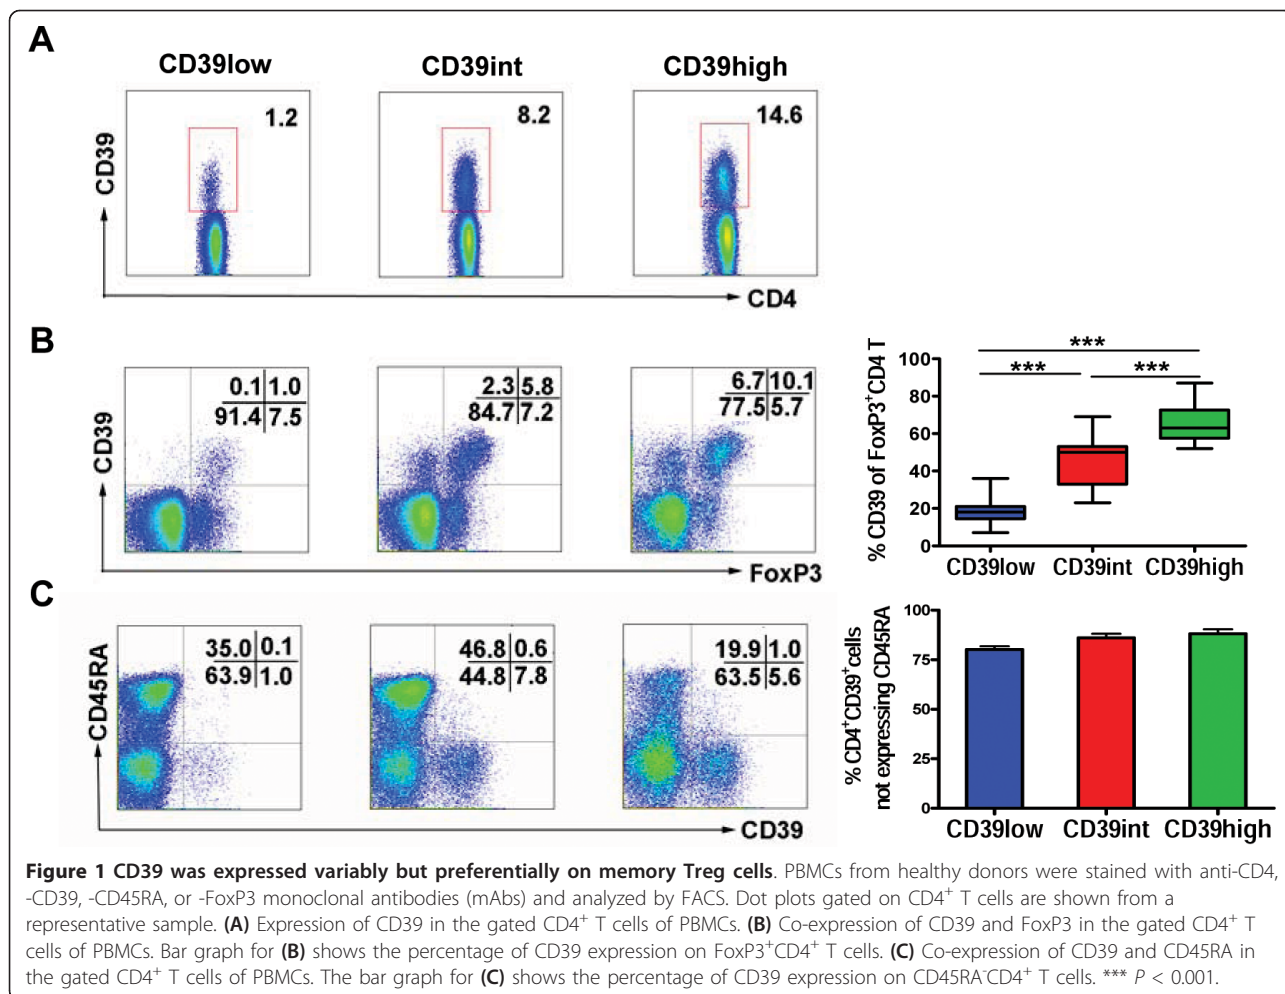 A
CD39low CD39int CD39high
1.2 8.2 14.6
CD39
CD4
B
0.1 1.0 2.3 5.8 6.7 10.1
91.4 7.5 84.7 7.2 77.5 5.7
CD39
FoxP3
% CD39 of FoxP3+CD4 T
100
80
60
40
20
0
***
*** ***
CD39low CD39int CD39high
C
35.0 0.1 46.8 0.6 19.9 1.0
63.9 1.0 44.8 7.8 63.5 5.6
CD45RA
CD39
% CD4+CD39+cells
not expressing CD45RA
100
75
50
25
0
CD39low CD39int CD39high
Figure 1 CD39 was expressed variably but preferentially on memory Treg cells. PBMCs from healthy donors were stained with anti-CD4,
-CD39, -CD45RA, or -FoxP3 monoclonal antibodies (mAbs) and analyzed by FACS. Dot plots gated on CD4+ T cells are shown from a
representative sample. (A) Expression of CD39 in the gated CD4+ T cells of PBMCs. (B) Co-expression of CD39 and FoxP3 in the gated CD4+ T
cells of PBMCs. Bar graph for (B) shows the percentage of CD39 expression on FoxP3+CD4+ T cells. (C) Co-expression of CD39 and CD45RA in
the gated CD4+ T cells of PBMCs. The bar graph for (C) shows the percentage of CD39 expression on CD45RA-CD4+ T cells. *** P < 0.001.